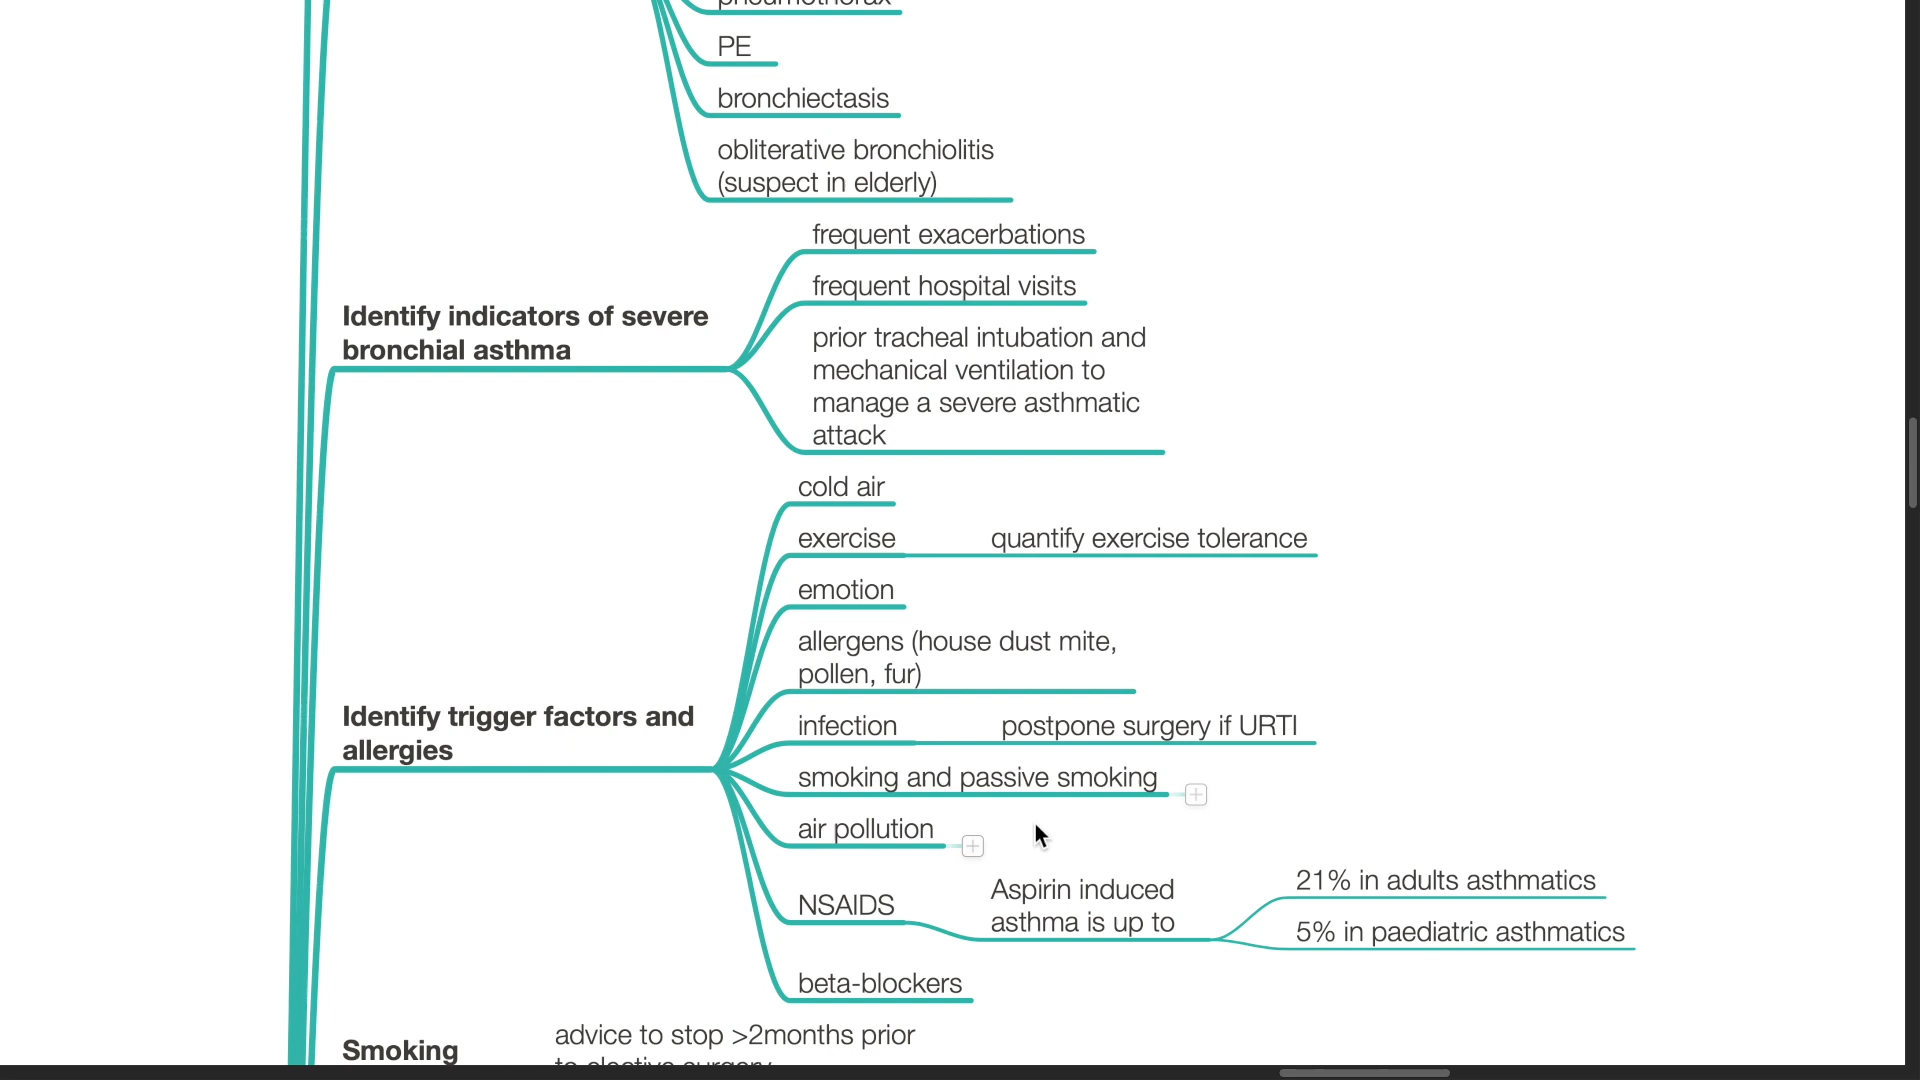 pneumothorax
PE
bronchiectasis
obliterative bronchiolitis
(suspect in elderly)
Identify indicators of severe
bronchial asthma
frequent exacerbations
frequent hospital visits
prior tracheal intubation and
mechanical ventilation to
manage a severe asthmatic
attack
Identify trigger factors and
allergies
cold air
exercise
quantify exercise tolerance
emotion
allergens (house dust mite,
pollen, fur)
infection
postpone surgery if URTI
smoking and passive smoking
air pollution
NSAIDS
Aspirin induced
asthma is up to
21% in adults asthmatics
5% in paediatric asthmatics
beta-blockers
Smoking
advice to stop >2months prior
to elective surgery